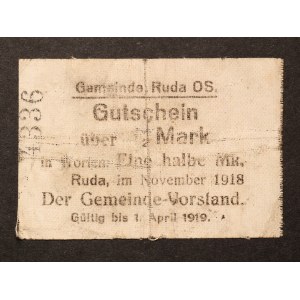 4336
Gemeinde Ruda OS.
Gutschein
über ½ Mark
in Worten: Eine halbe Mk.
Ruda, im November 1918
Der Gemeinde-Vorstand.
Gültig bis 1. April 1919.